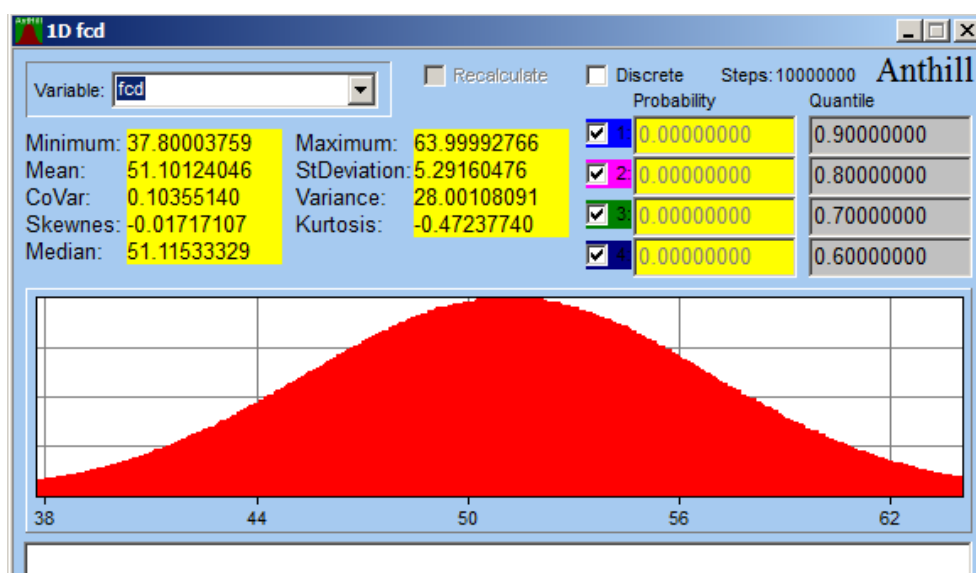 Anthill 1D fcd
Variable: fcd
Recalculate
Discrete Steps: 10000000 Anthill
Probability Quantile
Minimum: 37.80003759 Maximum: 63.99992766
Mean: 51.10124046 StDeviation: 5.29160476
CoVar: 0.10355140 Variance: 28.00108091
Skewnes: -0.01717107 Kurtosis: -0.47237740
Median: 51.11533329
1: 0.00000000 0.90000000
2: 0.00000000 0.80000000
3: 0.00000000 0.70000000
4: 0.00000000 0.60000000
38 44 50 56 62